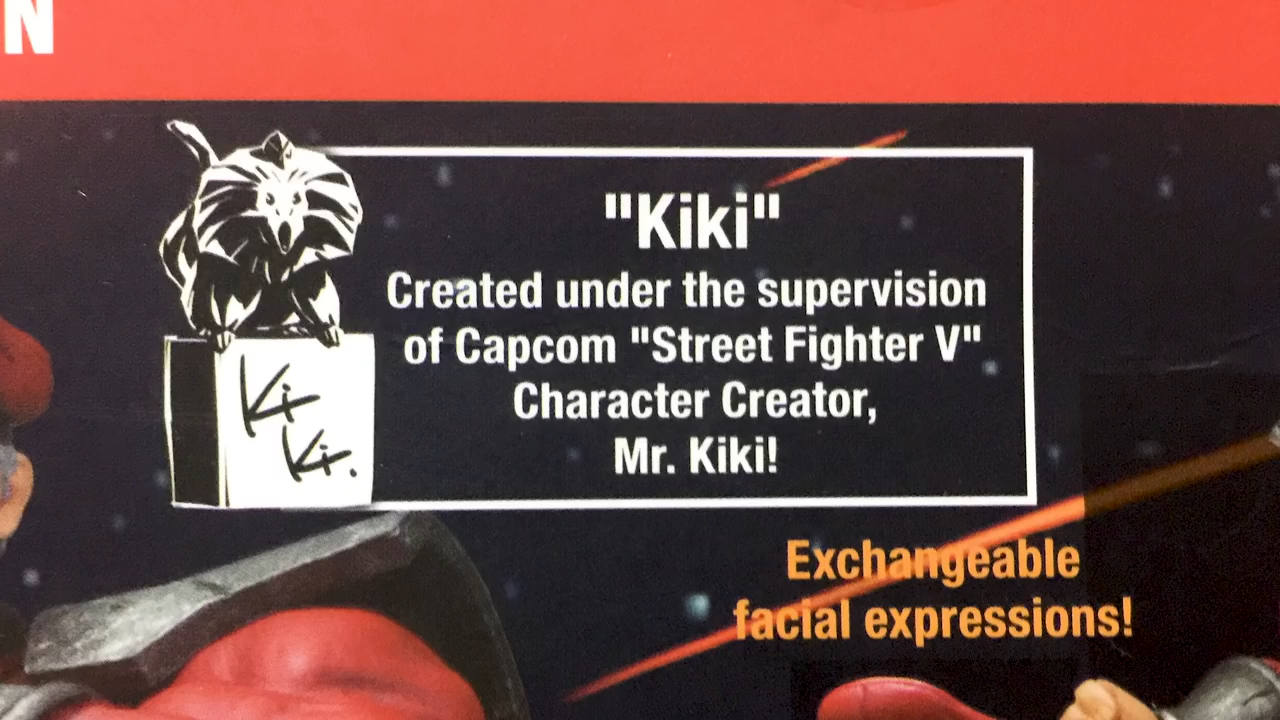 N
"Kiki"
Created under the supervision
of Capcom "Street Fighter V"
Character Creator,
Mr. Kiki!
Ki
Ki.
Exchangeable
facial expressions!